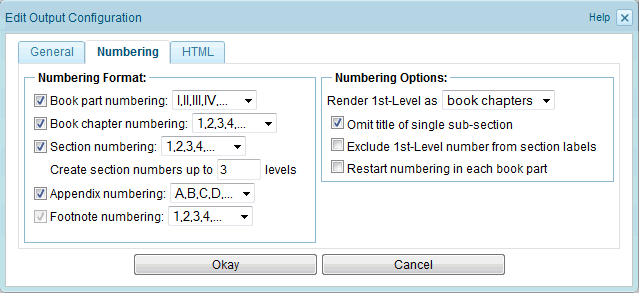 Edit Output Configuration
Help
General
Numbering
HTML
Numbering Format:
Book part numbering: I,II,III,IV,...
Book chapter numbering: 1,2,3,4,...
Section numbering: 1,2,3,4,...
Create section numbers up to 3 levels
Appendix numbering: A,B,C,D,...
Footnote numbering: 1,2,3,4,...
Numbering Options:
Render 1st-Level as book chapters
Omit title of single sub-section
Exclude 1st-Level number from section labels
Restart numbering in each book part
Okay
Cancel